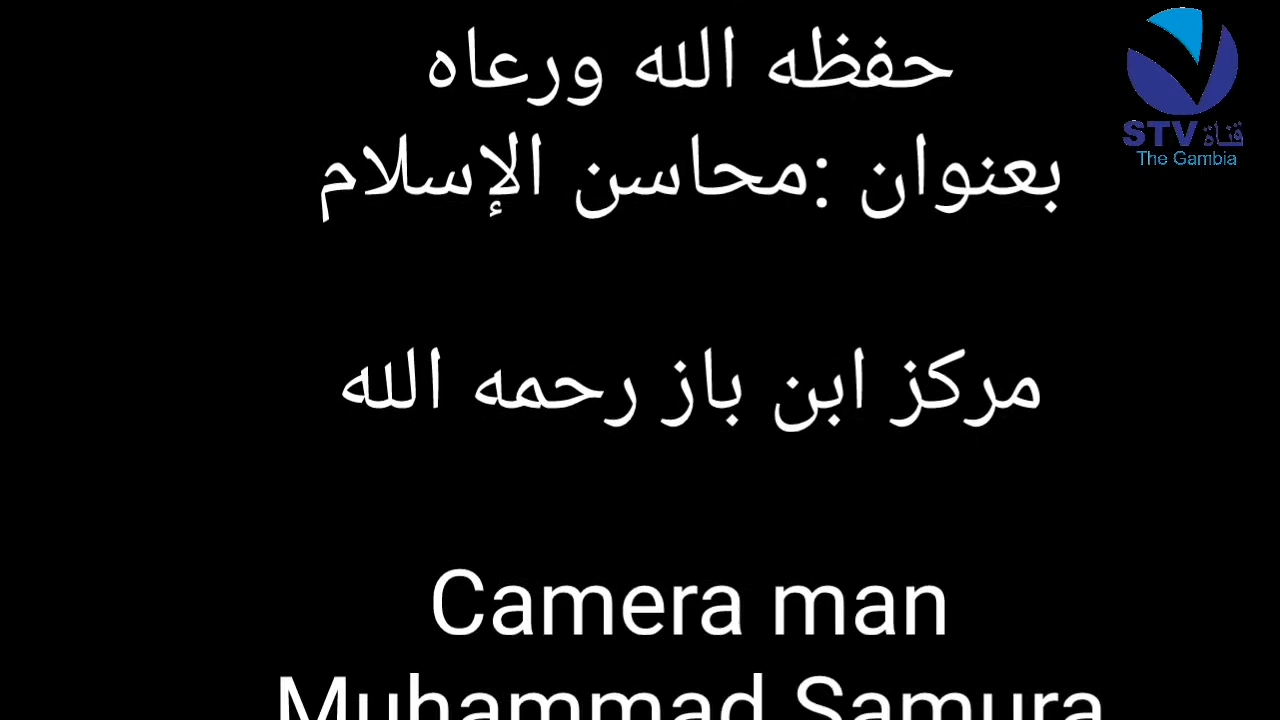 حفظه الله ورعاه
بعنوان :محاسن الإسلام
مركز ابن باز رحمه الله
Camera man
Muhammad Samura
STV قناة
The Gambia